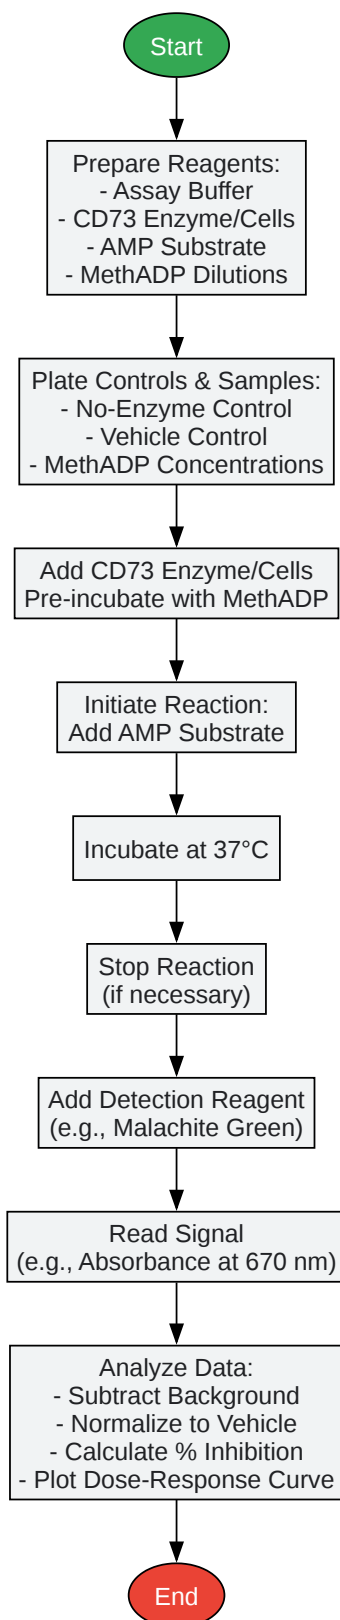 Start
Prepare Reagents:
- Assay Buffer
- CD73 Enzyme/Cells
- AMP Substrate
- MethADP Dilutions
Plate Controls & Samples:
- No-Enzyme Control
- Vehicle Control
- MethADP Concentrations
Add CD73 Enzyme/Cells
Pre-incubate with MethADP
Initiate Reaction:
Add AMP Substrate
Incubate at 37°C
Stop Reaction
(if necessary)
Add Detection Reagent
(e.g., Malachite Green)
Read Signal
(e.g., Absorbance at 670 nm)
Analyze Data:
- Subtract Background
- Normalize to Vehicle
- Calculate % Inhibition
- Plot Dose-Response Curve
End